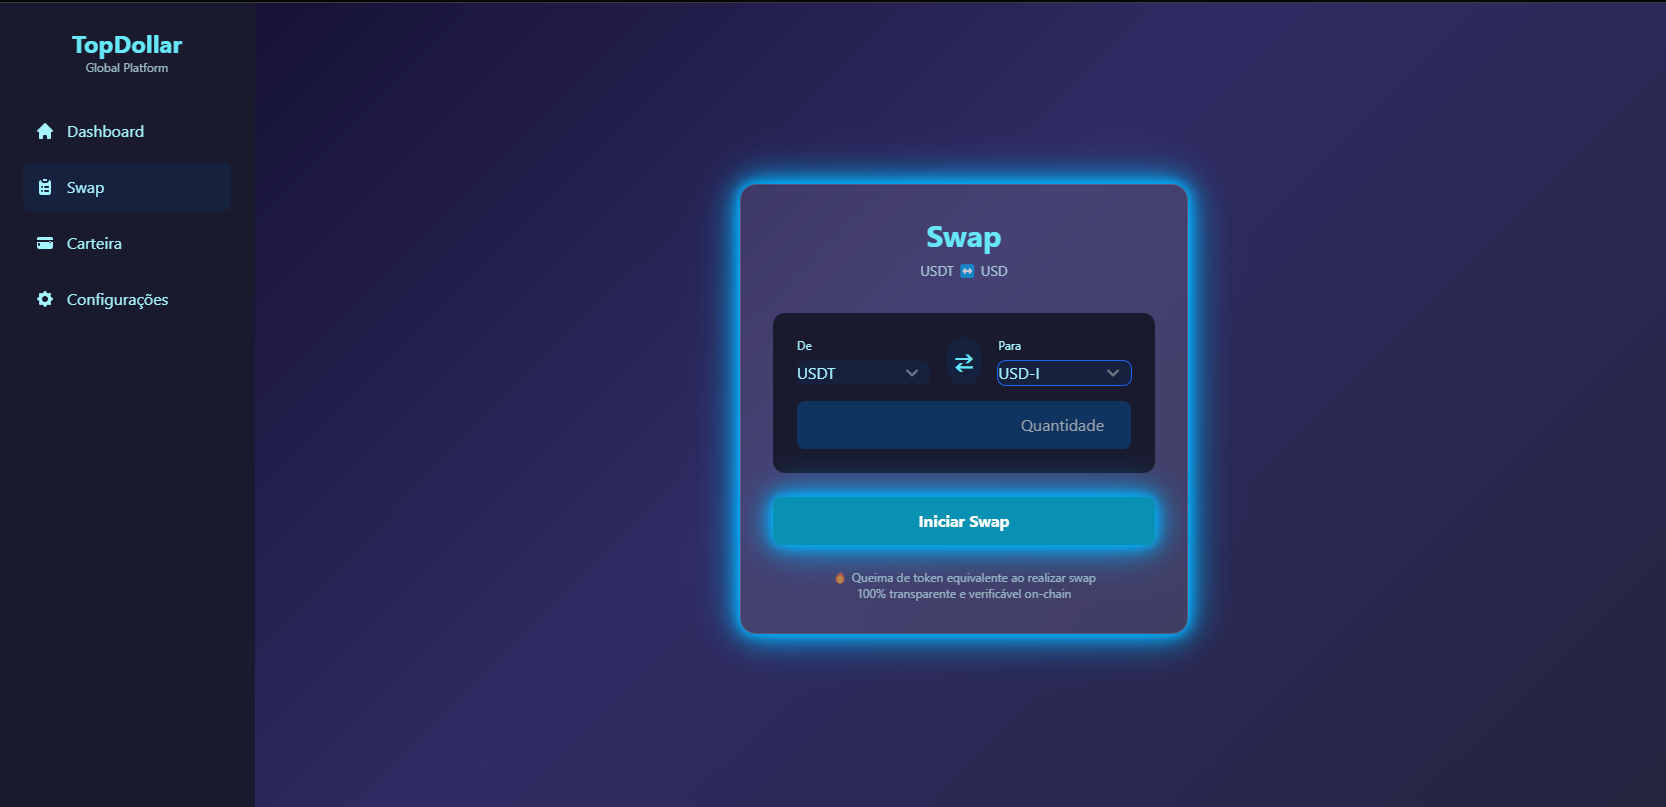 TopDollar
Global Platform
Dashboard
Swap
Carteira
Configurações
Swap
USDT ↔️ USD
De
Para
USDT
USD-I
Quantidade
Iniciar Swap
🔥 Queima de token equivalente ao realizar swap
100% transparente e verificável on-chain